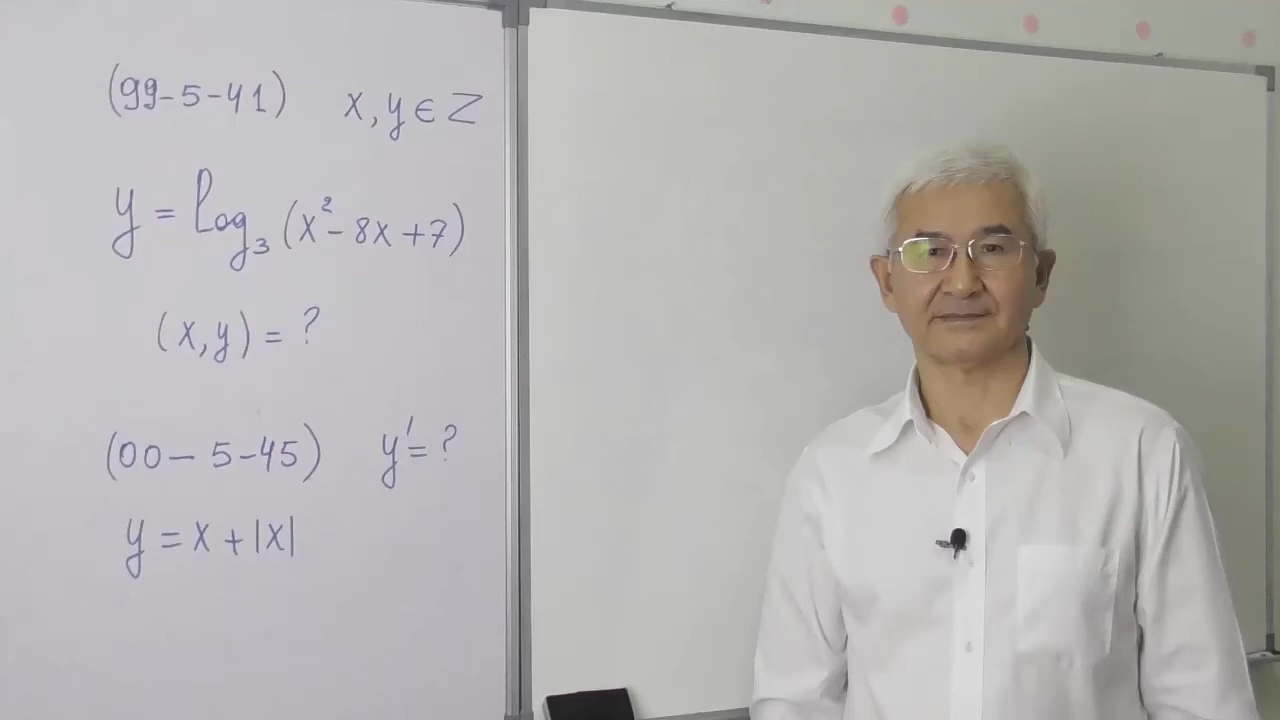 (99-5-41) x, y ∈ Z
y = log₃ (x² - 8x + 7)
(x, y) = ?
(00 - 5-45) y' = ?
y = x + |x|